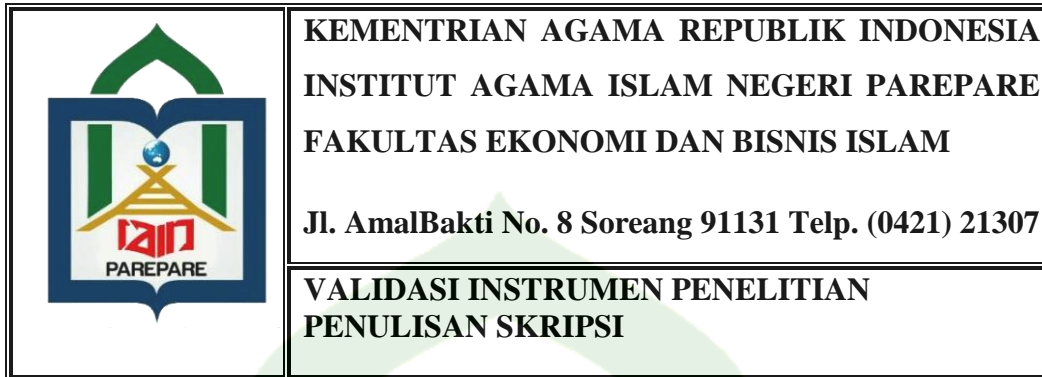 KEMENTRIAN AGAMA REPUBLIK INDONESIA
INSTITUT AGAMA ISLAM NEGERI PAREPARE
FAKULTAS EKONOMI DAN BISNIS ISLAM
Jl. AmalBakti No. 8 Soreang 91131 Telp. (0421) 21307
VALIDASI INSTRUMEN PENELITIAN
PENULISAN SKRIPSI
iain
PAREPARE